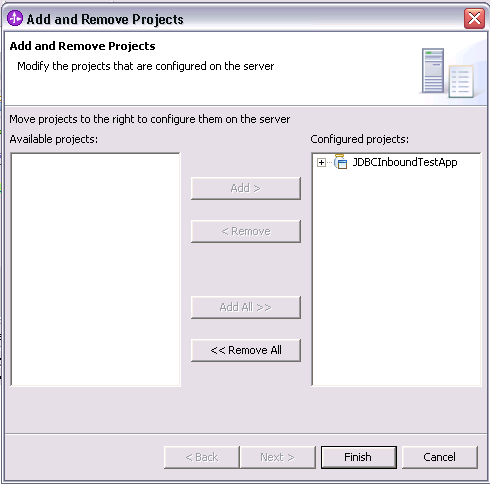 Add and Remove Projects
Add and Remove Projects
Modify the projects that are configured on the server
Move projects to the right to configure them on the server
Available projects:
Configured projects:
JDBCInboundTestApp
Add >
< Remove
Add All >>
<< Remove All
< Back
Next >
Finish
Cancel